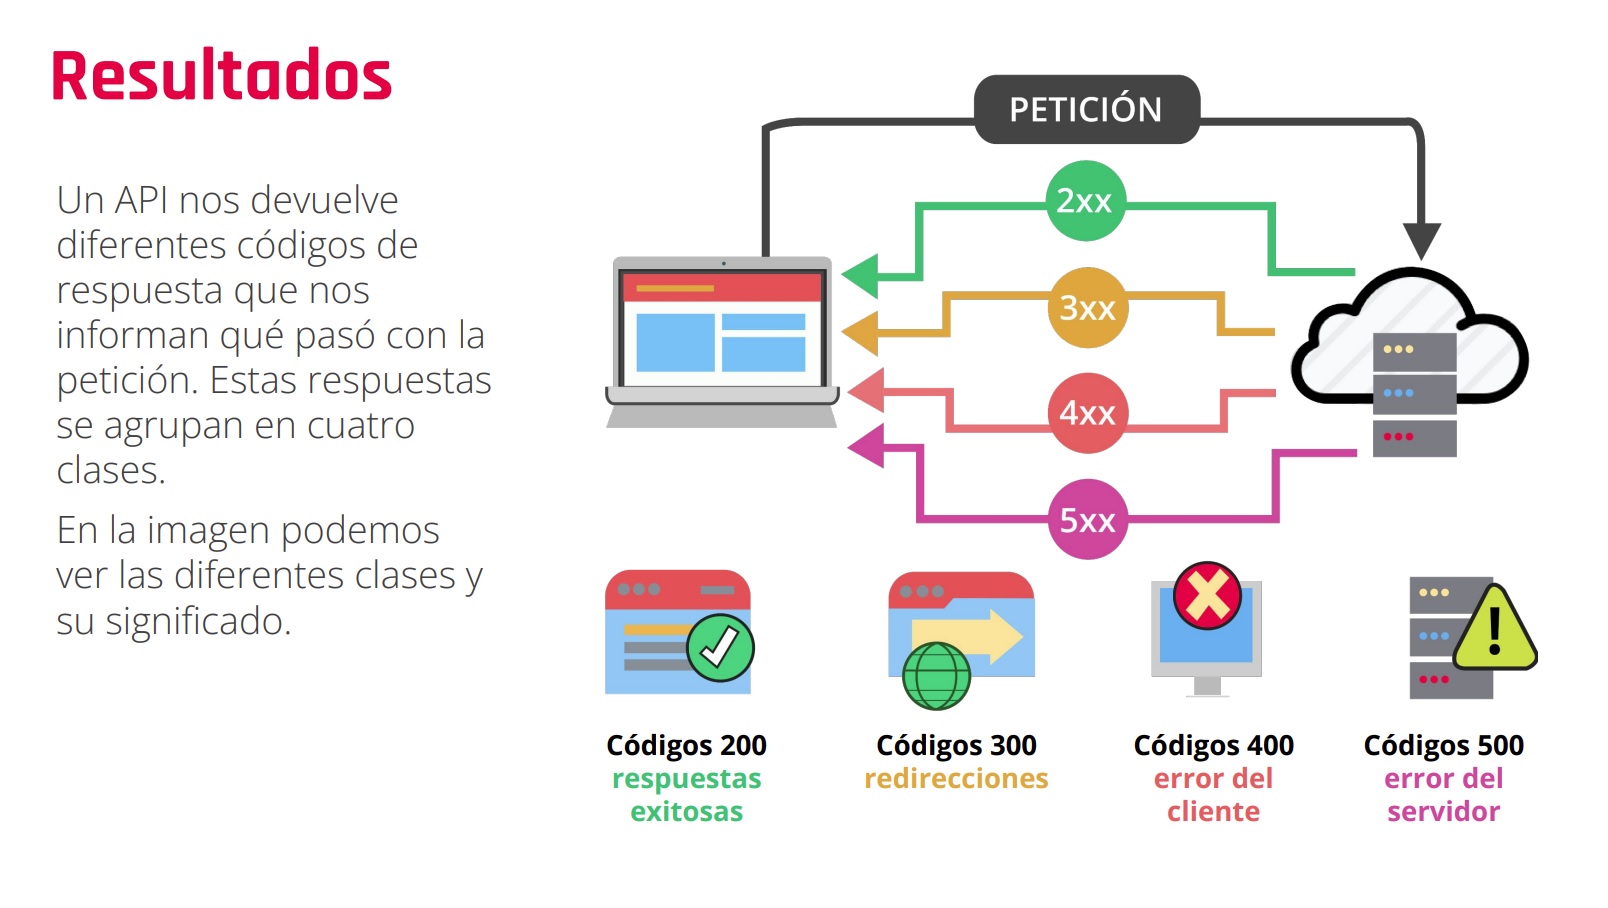 Resultados
Un API nos devuelve
diferentes códigos de
respuesta que nos
informan qué pasó con la
petición. Estas respuestas
se agrupan en cuatro
clases.
En la imagen podemos
ver las diferentes clases y
su significado.
PETICIÓN
2xx
3xx
4xx
5xx
Códigos 200
respuestas
exitosas
Códigos 300
redirecciones
Códigos 400
error del
cliente
Códigos 500
error del
servidor